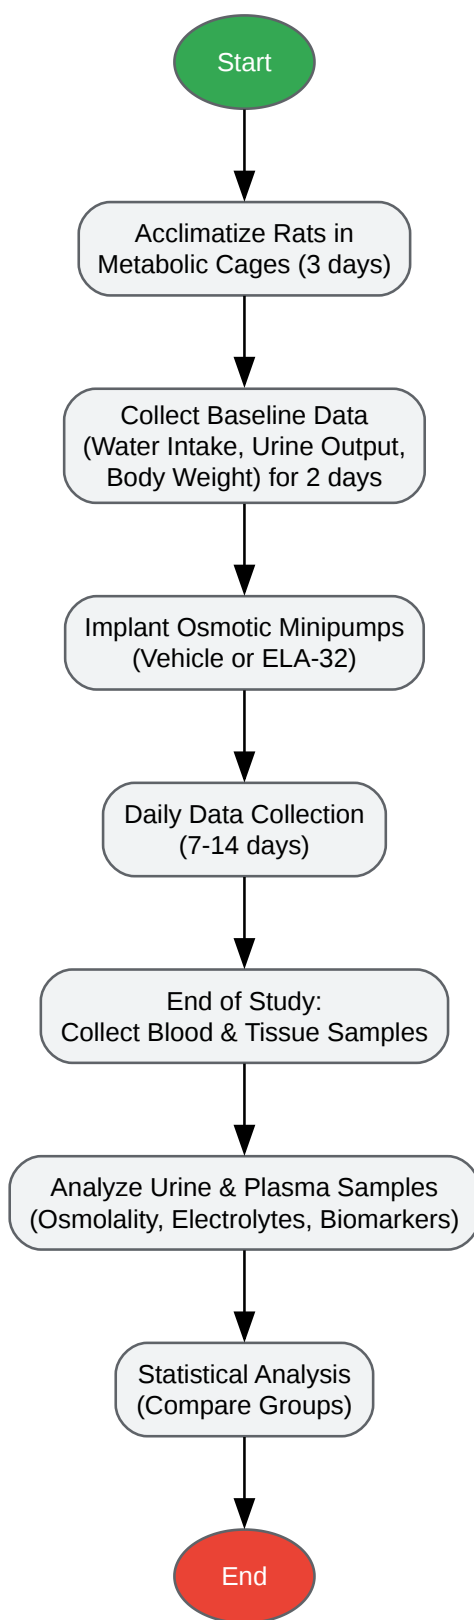 Start
Acclimatize Rats in
Metabolic Cages (3 days)
Collect Baseline Data
(Water Intake, Urine Output,
Body Weight) for 2 days
Implant Osmotic Minipumps
(Vehicle or ELA-32)
Daily Data Collection
(7-14 days)
End of Study:
Collect Blood & Tissue Samples
Analyze Urine & Plasma Samples
(Osmolality, Electrolytes, Biomarkers)
Statistical Analysis
(Compare Groups)
End